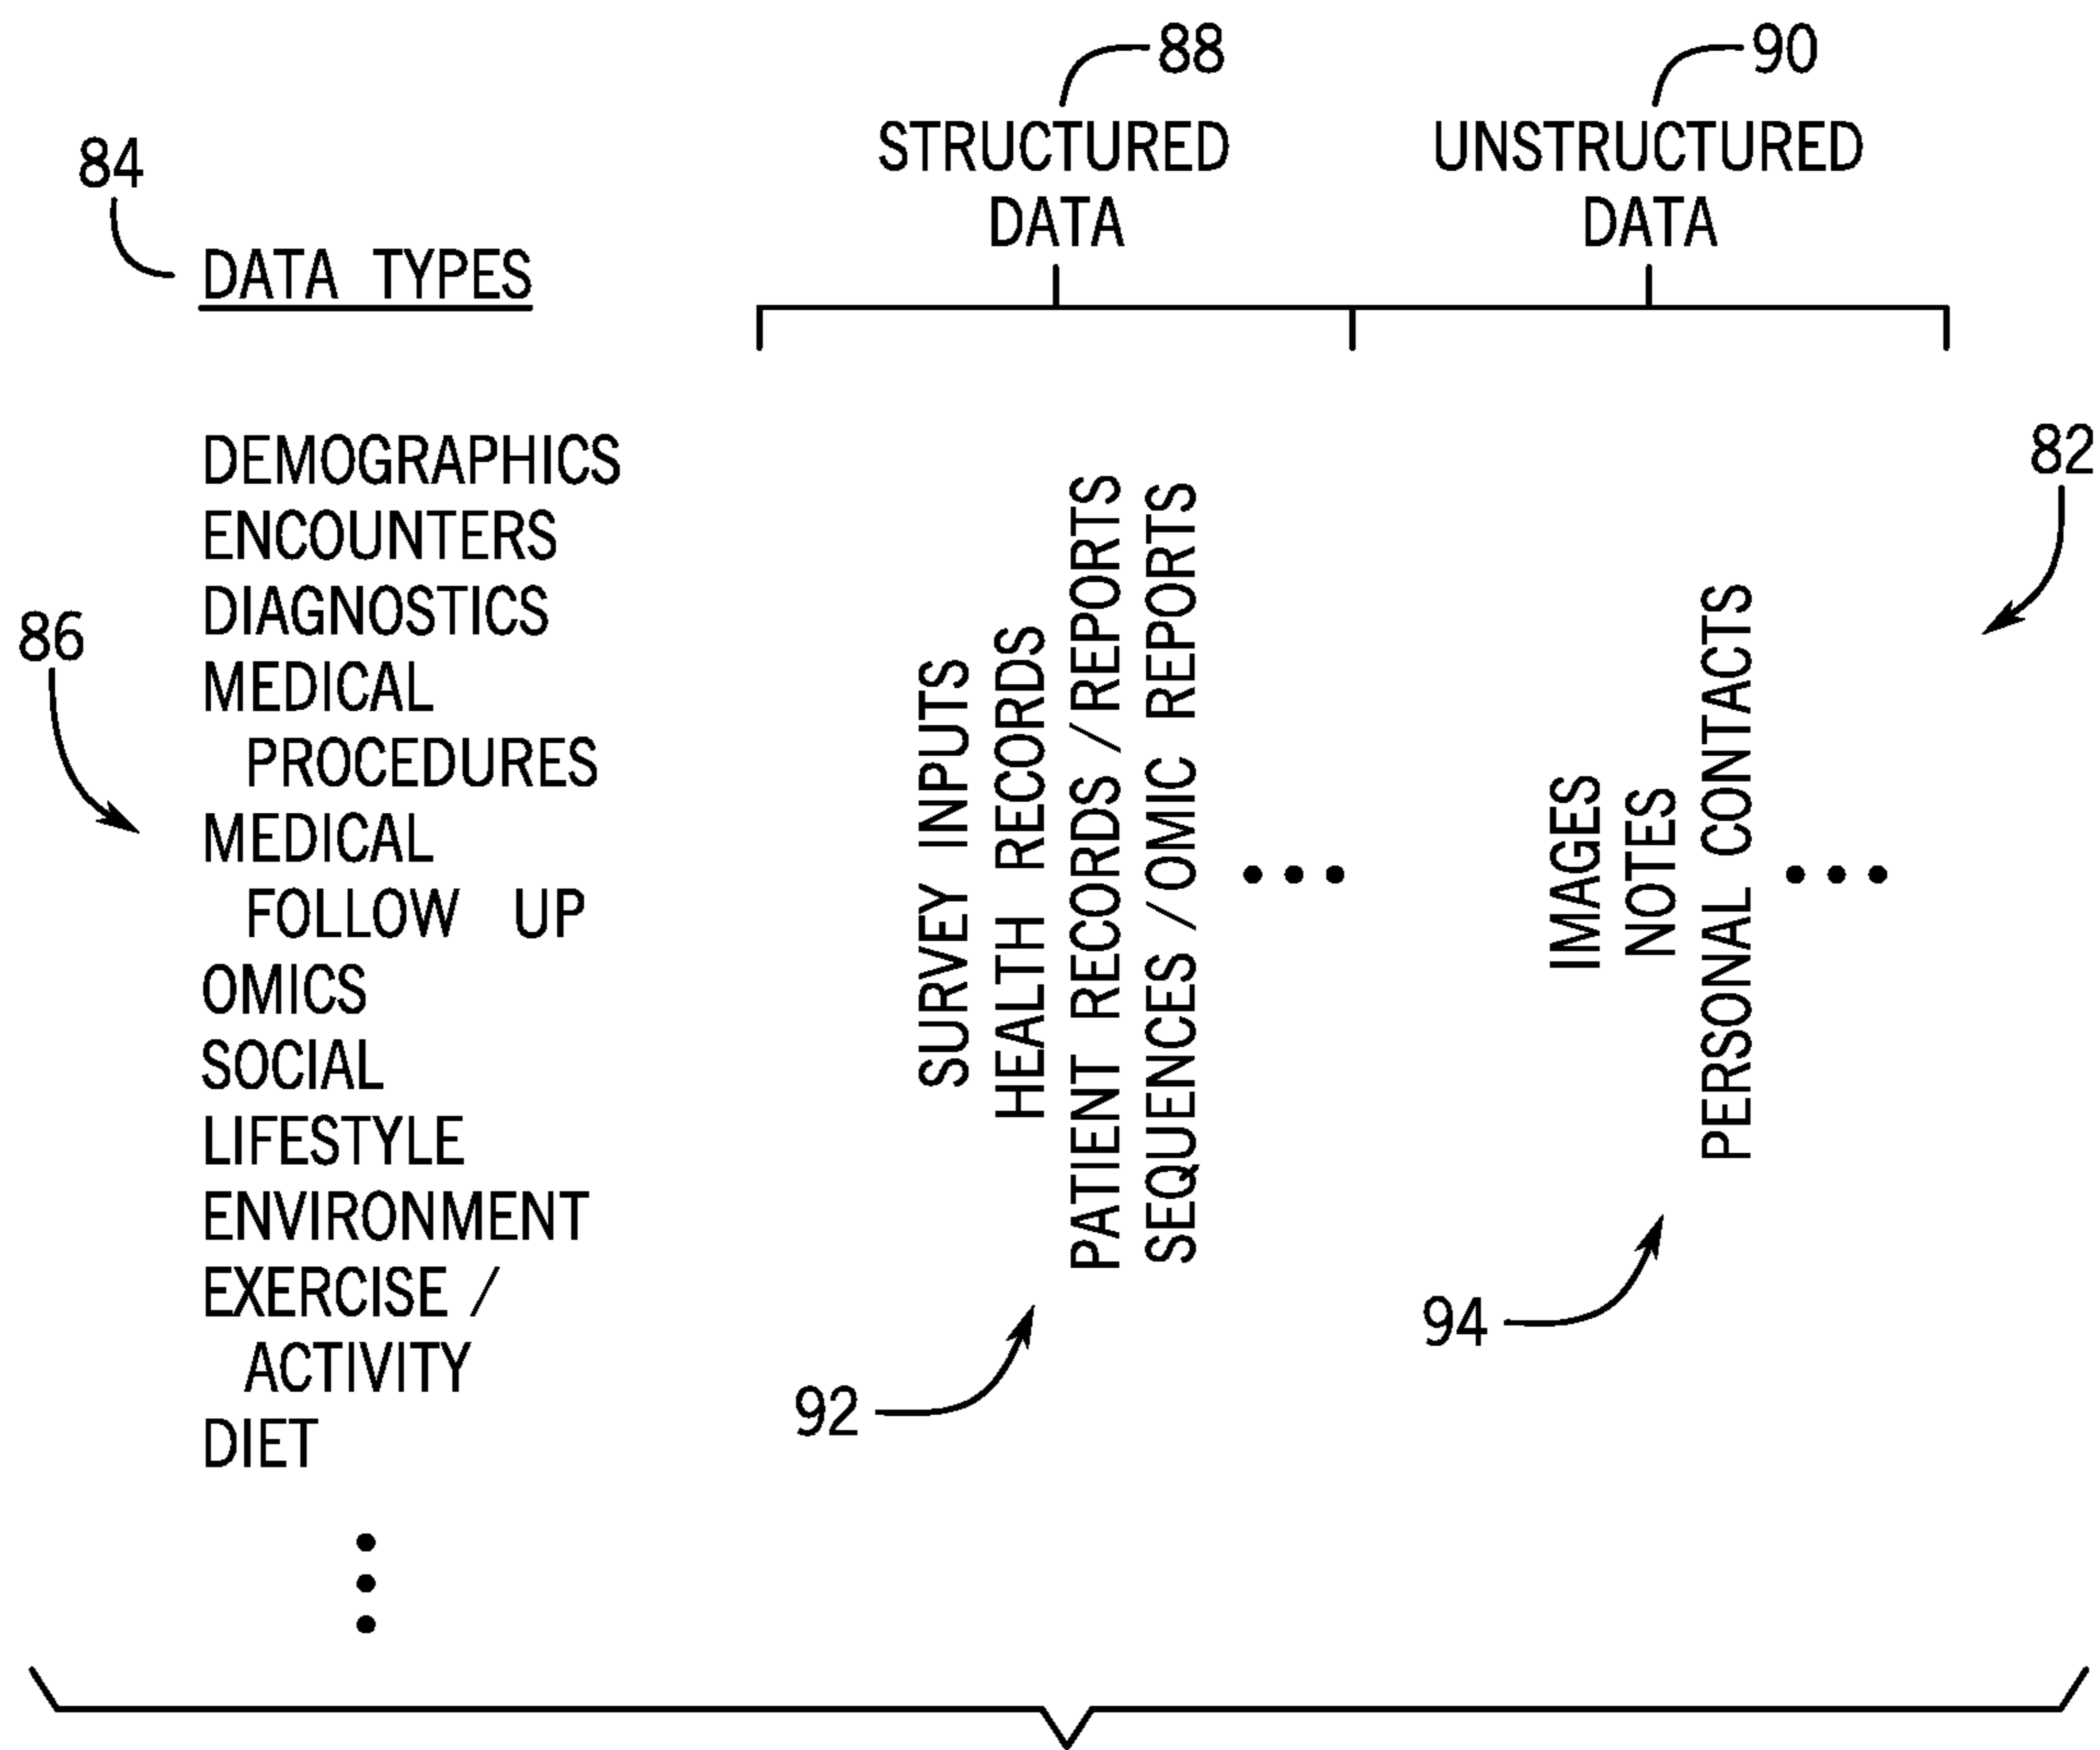 88
90
STRUCTURED
DATA
UNSTRUCTURED
DATA
84
DATA TYPES
82
86
DEMOGRAPHICS
ENCOUNTERS
DIAGNOSTICS
MEDICAL
PROCEDURES
MEDICAL
FOLLOW UP
OMICS
SOCIAL
LIFESTYLE
ENVIRONMENT
EXERCISE /
ACTIVITY
DIET
SURVEY INPUTS
HEALTH RECORDS
PATIENT RECORDS/REPORTS
SEQUENCES/OMIC REPORTS
92
IMAGES
NOTES
PERSONAL CONTACTS
94